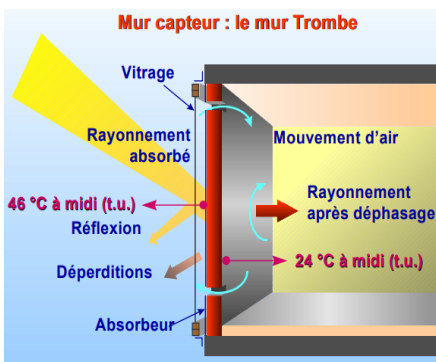 Mur capteur : le mur Trombe
Vitrage
Rayonnement
absorbé
Mouvement d'air
46 °C à midi (t.u.)
Rayonnement
après déphasage
Réflexion
Déperditions
24 °C à midi (t.u.)
Absorbeur